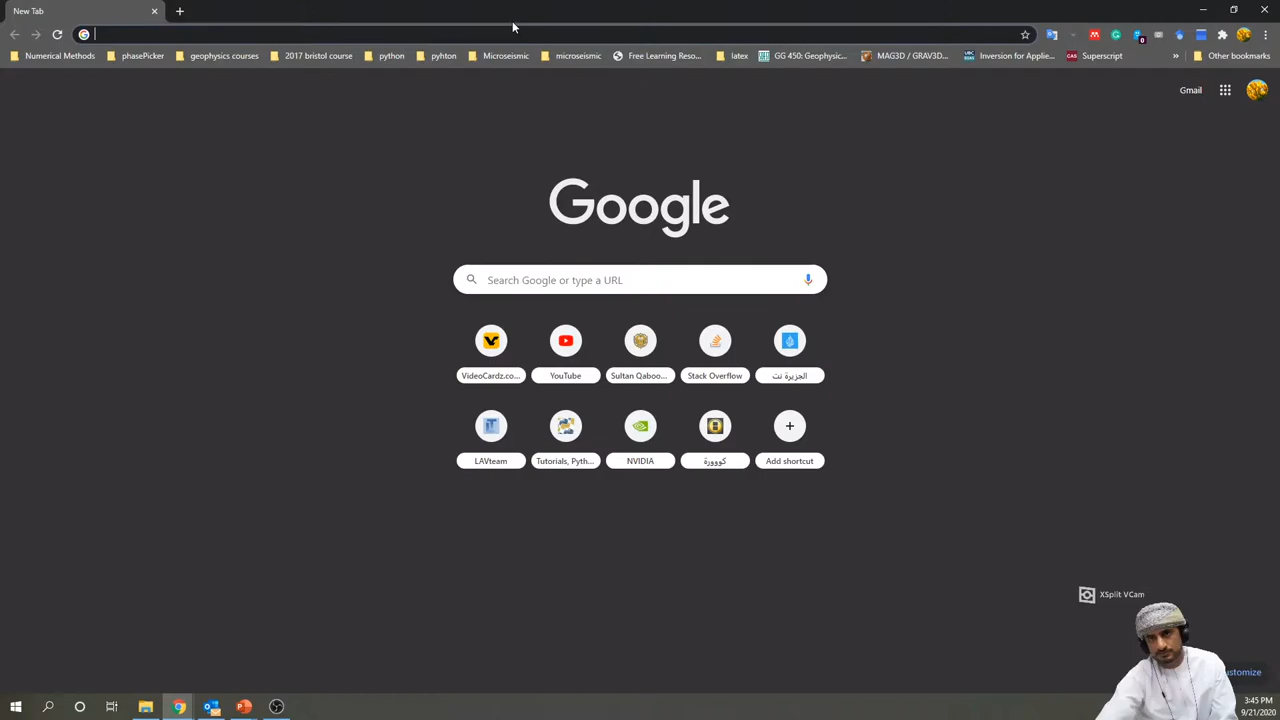 New Tab
Numerical Methods
phasePicker
geophysics courses
2017 bristol course
python
pyhton
Microseismic
microseismic
Free Learning Reso...
latex
GG 450: Geophysic...
MAG3D / GRAV3D...
Inversion for Applie...
Superscript
»
Other bookmarks
Gmail
Google
Search Google or type a URL
VideoCardz.co...
YouTube
Sultan Qaboo...
Stack Overflow
الجزيرة نت
LAVteam
Tutorials, Pyth...
NVIDIA
كووورة
Add shortcut
XSplit VCam
ustomize
3:45 PM
9/21/2020